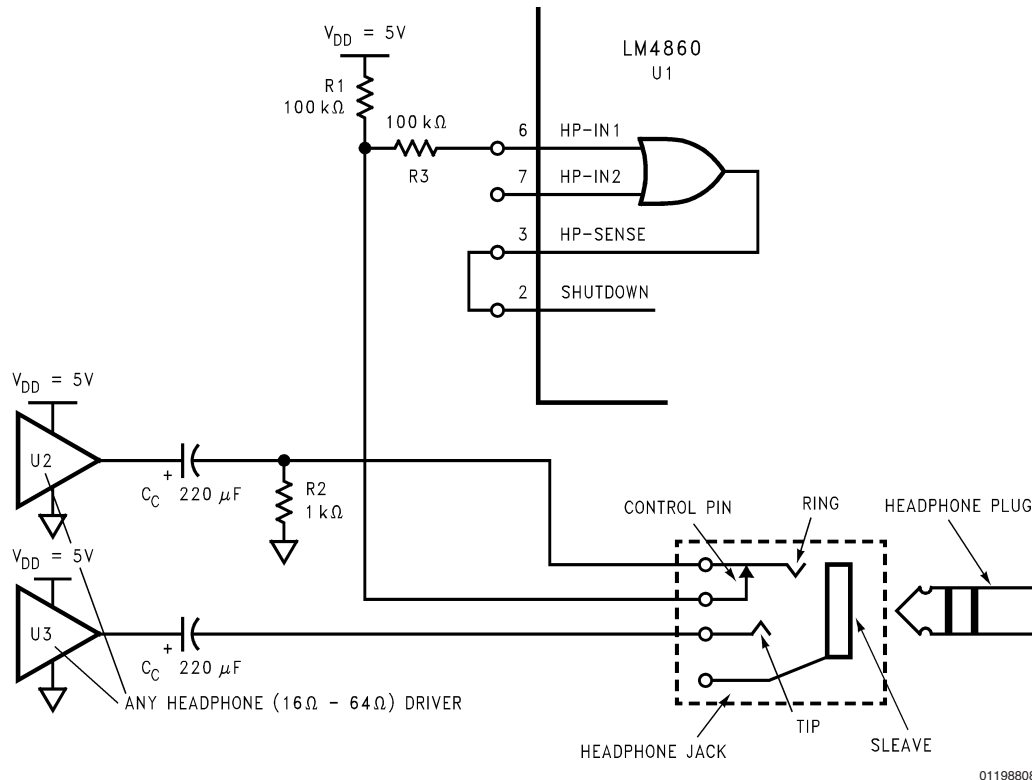 V_DD = 5V
R1
100 kΩ
100 kΩ
R3
LM4860
U1
6 HP-IN1
7 HP-IN2
3 HP-SENSE
2 SHUTDOWN
V_DD = 5V
U2
+
C_C 220 µF
R2
1 kΩ
V_DD = 5V
U3
+
C_C 220 µF
ANY HEADPHONE (16Ω - 64Ω) DRIVER
CONTROL PIN
RING
HEADPHONE PLUG
TIP
SLEAVE
HEADPHONE JACK
01198808